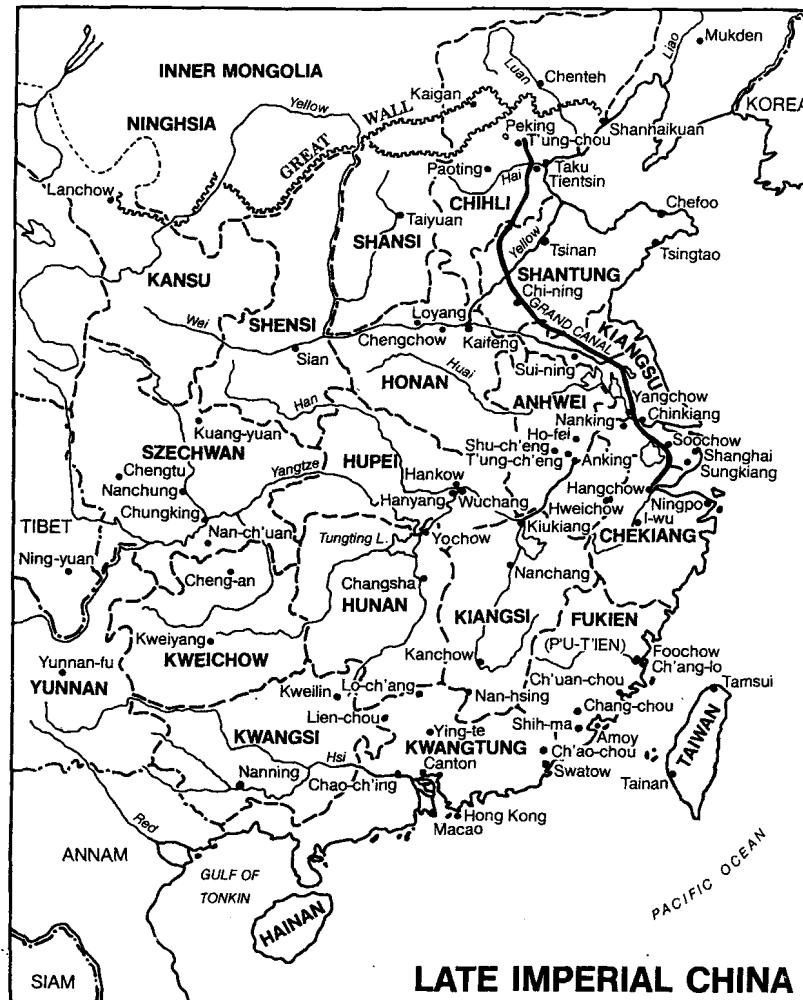 Mukden
Liao
Luan
INNER MONGOLIA
Chenteh
Kaigan
KOREA
Yellow
WALL
NINGHSIA
GREAT
Shanhaikuan
Peking
T'ung-chou
Paoting
Hai
Taku
Tientsin
Lanchow
CHIHLI
Chefoo
Taiyuan
SHANSI
Yellow
Tsinan
Tsingtao
KANSU
SHANTUNG
Chi-ning
Wei
SHENSI
Loyang
GRAND CANAL
KIANGSU
Chengchow
Kaifeng
Sian
Sui-ning
Huai
HONAN
ANHWEI
Han
Yangchow
Nanking
Chinkiang
Kuang-yuan
Ho-fei
Soochow
SZECHWAN
Shu-ch'eng
Shanghai
HUPEI
T'ung-ch'eng
Anking
Sungkiang
Chengtu
Yangtze
Hankow
Hangchow
Nanchung
Hanyang
Wuchang
Hweichow
Ningpo
Chungking
I-wu
TIBET
Kiukiang
CHEKIANG
Nan-ch'uan
Tungting L.
Yochow
Ning-yuan
Cheng-an
Nanchang
Changsha
HUNAN
KIANGSI
FUKIEN
Kweiyang
(P'U-T'IEN)
KWEICHOW
Kanchow
Foochow
Yunnan-fu
Ch'ang-lo
YUNNAN
Kweilin
Lo-ch'ang
Nan-hsing
Ch'uan-chou
Tamsui
Chang-chou
Lien-chou
Shih-ma
Ying-te
Amoy
TAIWAN
KWANGSI
KWANGTUNG
Ch'ao-chou
Hsi
Canton
Swatow
Nanning
Chao-ch'ing
Tainan
Red
Hong Kong
Macao
ANNAM
GULF OF
TONKIN
PACIFIC OCEAN
HAINAN
SIAM
LATE IMPERIAL CHINA